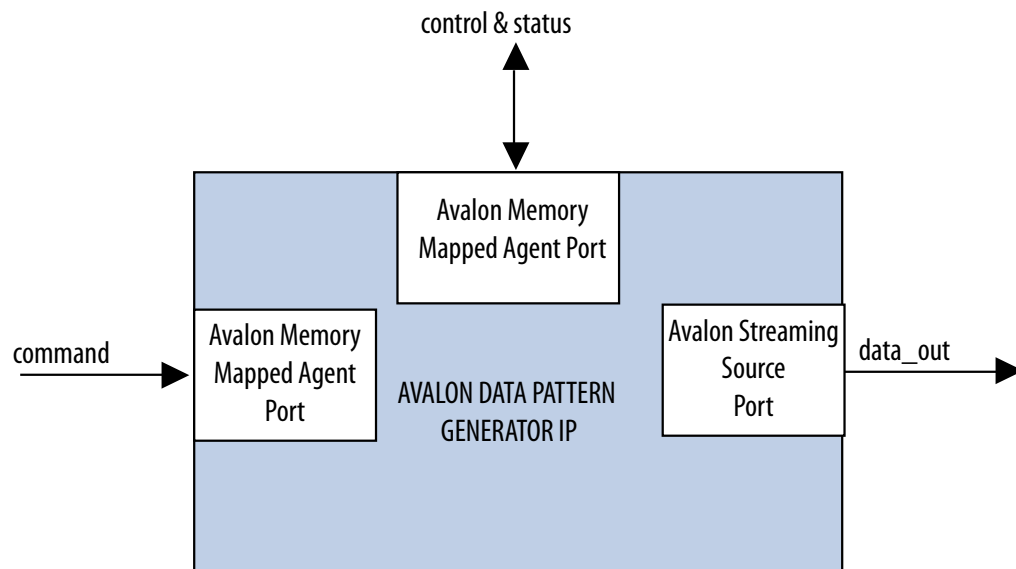 control & status
Avalon Memory
Mapped Agent Port
command
Avalon Memory
Mapped Agent
Port
AVALON DATA PATTERN
GENERATOR IP
Avalon Streaming
Source
Port
data_out